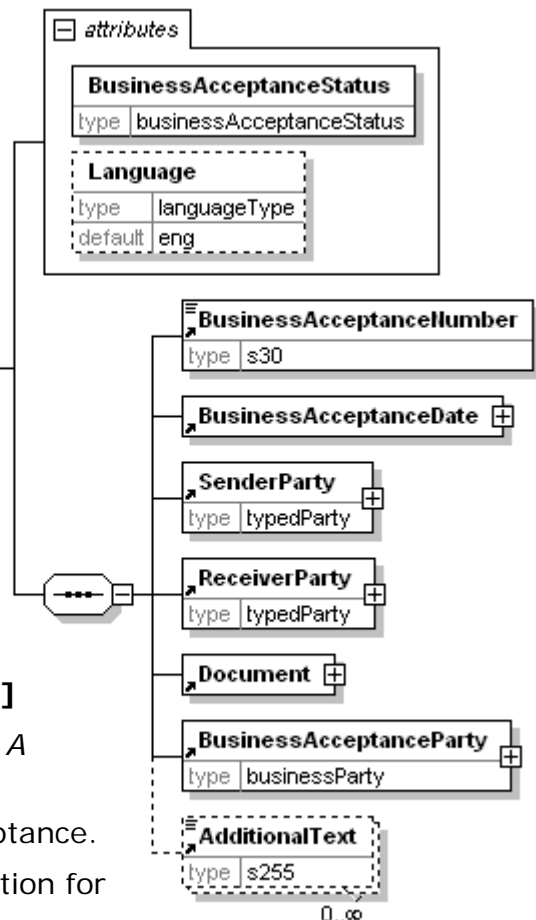 attributes
BusinessAcceptanceStatus
type businessAcceptanceStatus
Language
type languageType
default eng
BusinessAcceptanceNumber
type s30
BusinessAcceptanceDate
SenderParty
type typedParty
ReceiverParty
type typedParty
Document
]
A
BusinessAcceptanceParty
type businessParty
ptance.
AdditionalText
type s255
tion for
0..∞